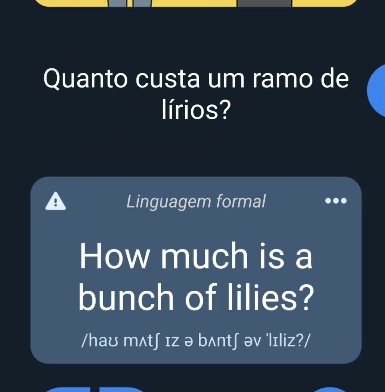 Quanto custa um ramo de
lírios?
Linguagem formal
How much is a
bunch of lilies?
/haʊ mʌtʃ ɪz ə bʌntʃ əv ˈlɪliz?/